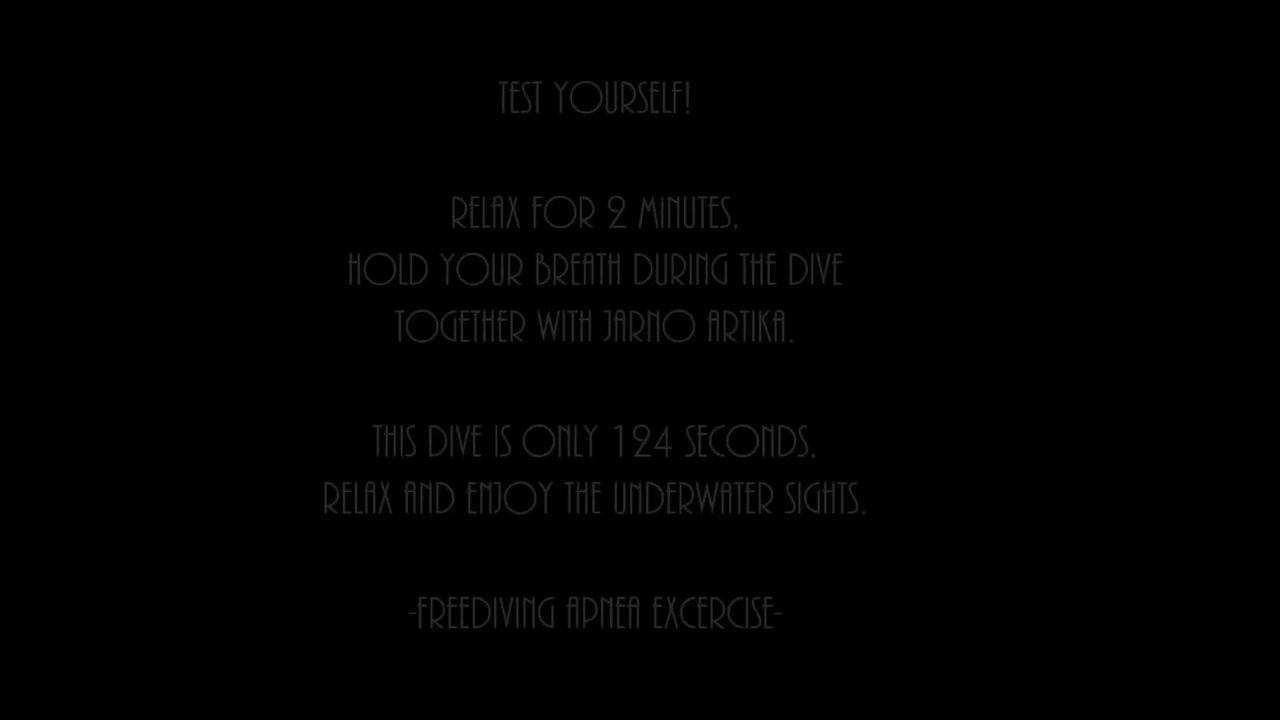 TEST YOURSELF!
RELAX FOR 2 MINUTES,
HOLD YOUR BREATH DURING THE DIVE
TOGETHER WITH JARNO ARTIKA.
THIS DIVE IS ONLY 124 SECONDS.
RELAX AND ENJOY THE UNDERWATER SIGHTS.
-FREEDIVING APNEA EXCERCISE-